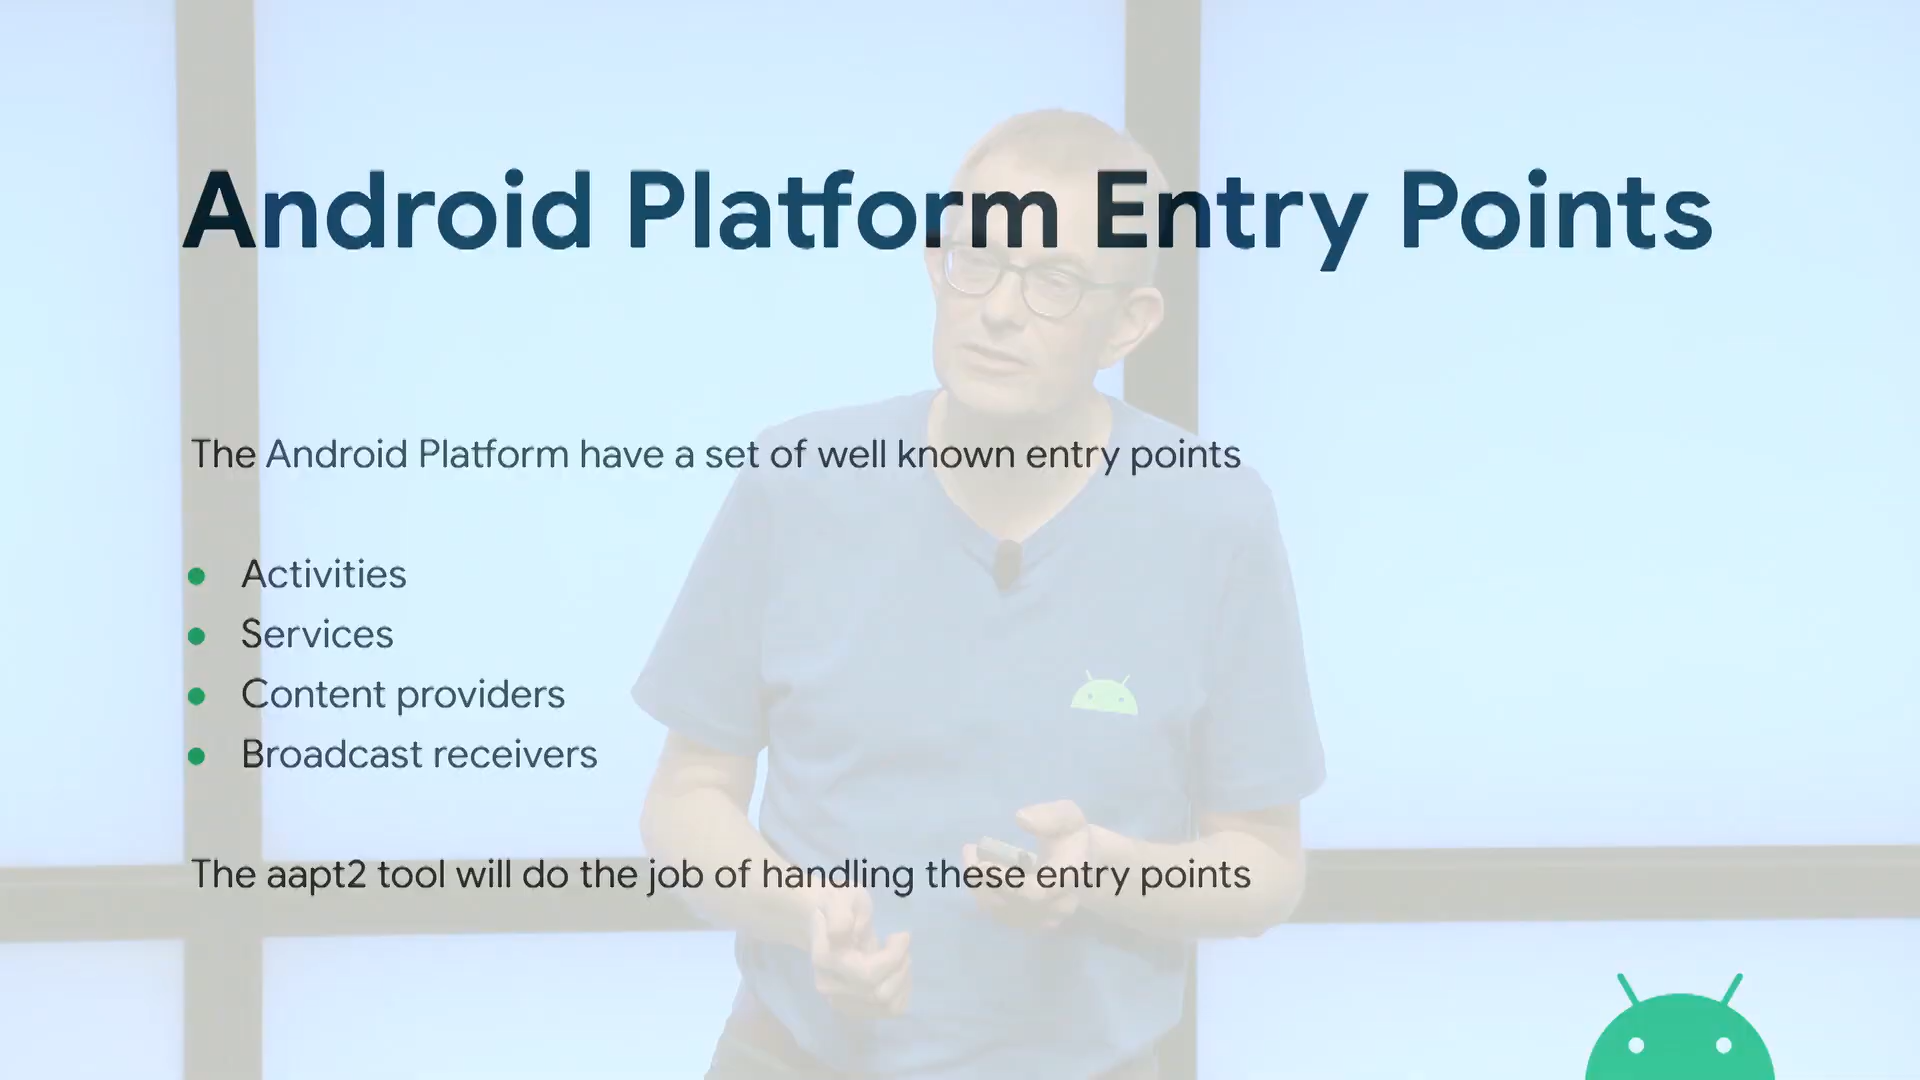 Android Platform Entry Points
The Android Platform have a set of well known entry points
Activities
Services
Content providers
Broadcast receivers
The aapt2 tool will do the job of handling these entry points